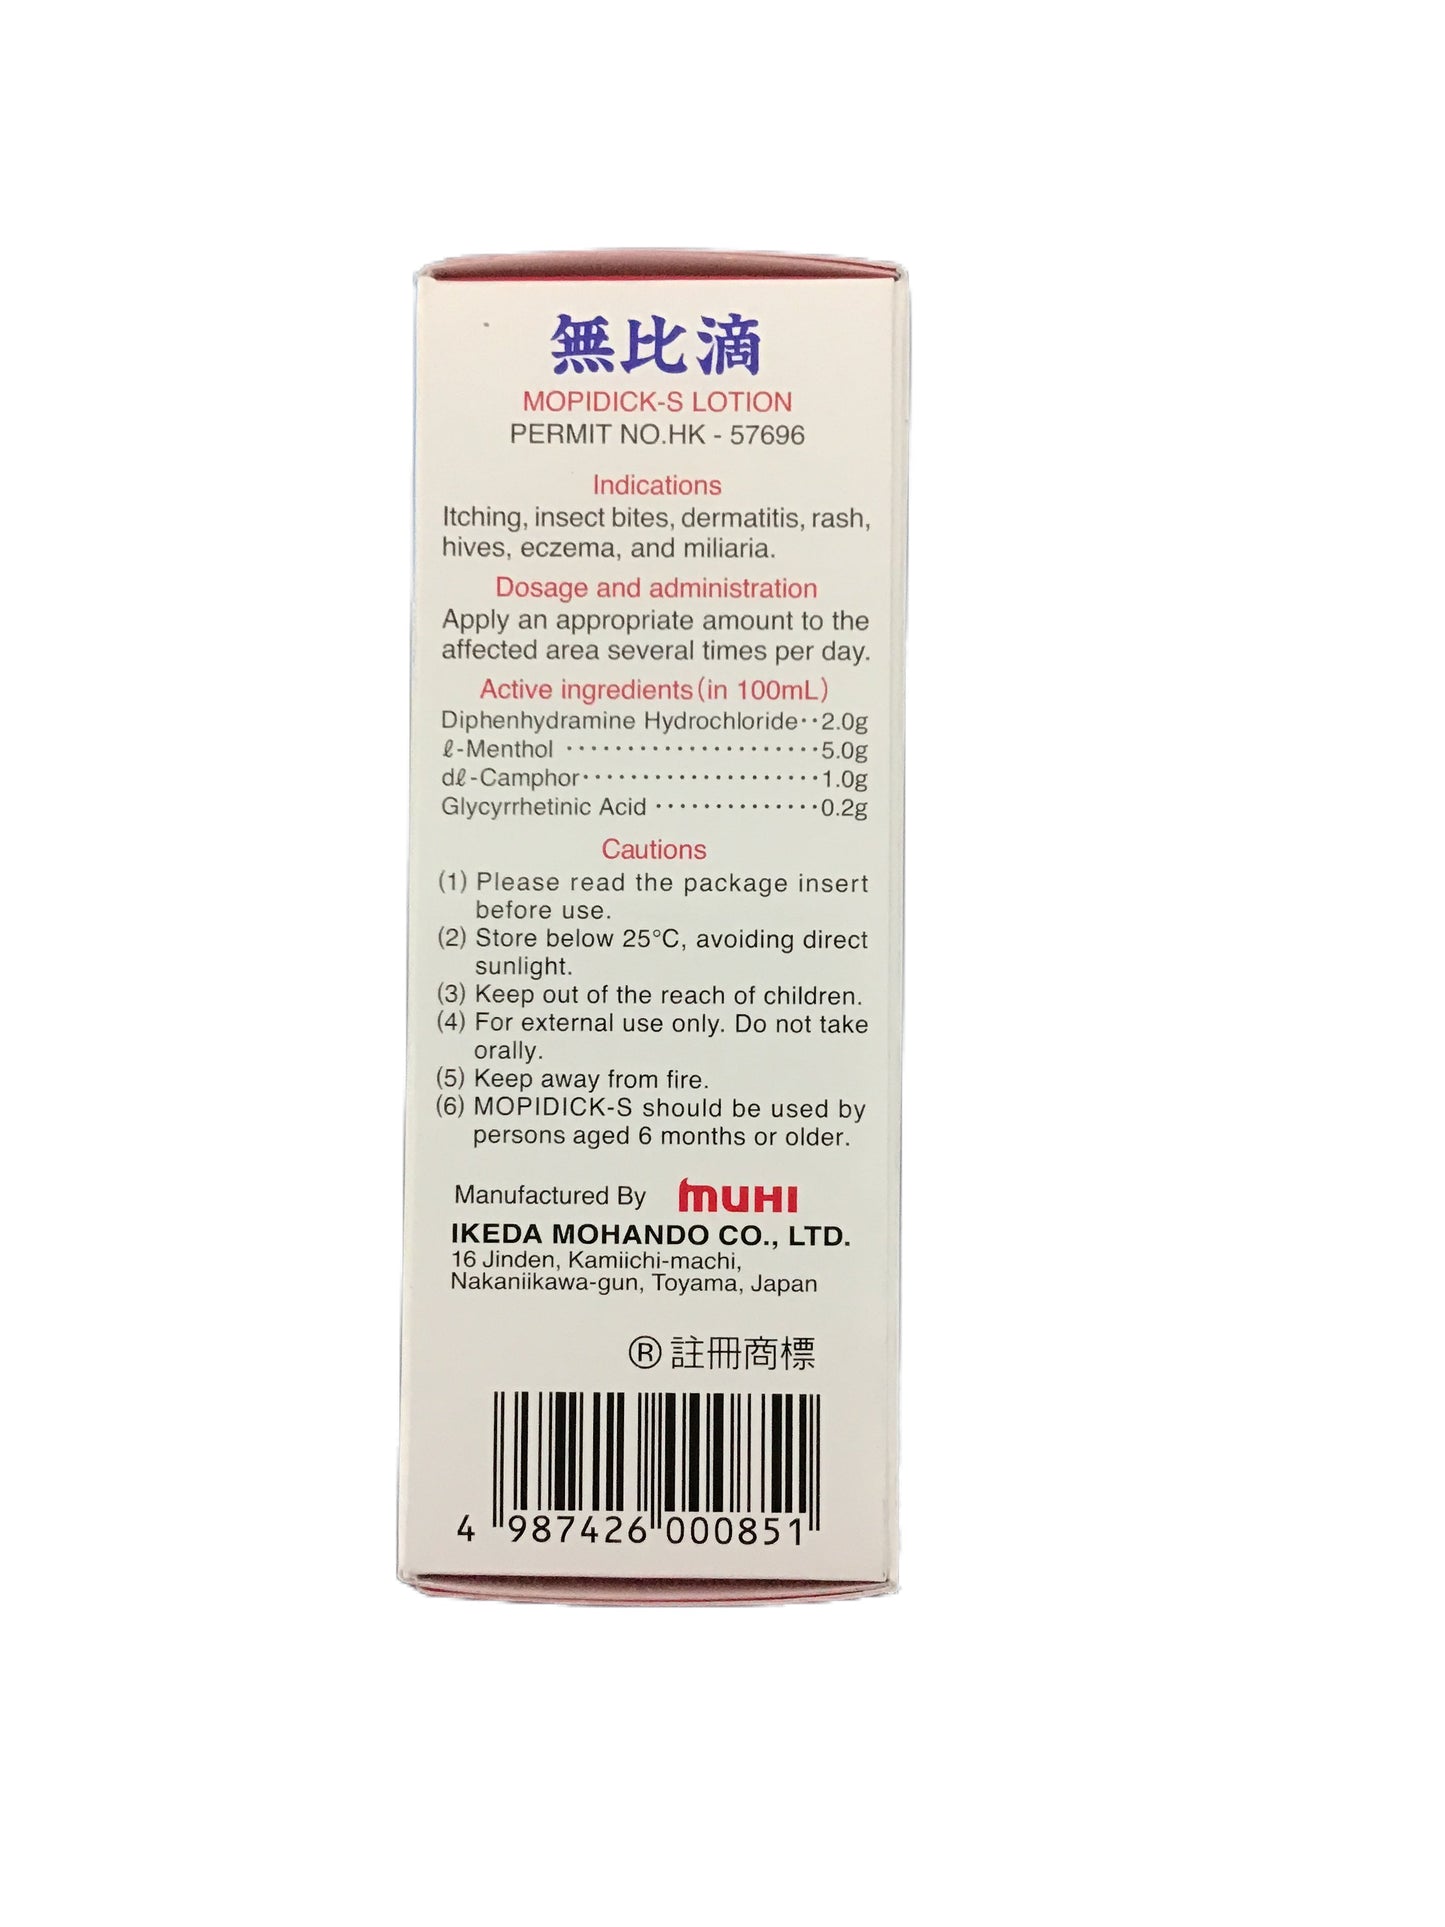 無比滴
MOPIDICK-S LOTION
PERMIT NO.HK - 57696
Indications
Itching, insect bites, dermatitis, rash,
hives, eczema, and miliaria.
Dosage and administration
Apply an appropriate amount to the
affected area several times per day.
Active ingredients(in 100mL)
Diphenhydramine Hydrochloride··2.0g
ℓ-Menthol ······················5.0g
dℓ-Camphor····················1.0g
Glycyrrhetinic Acid ··············0.2g
Cautions
(1) Please read the package insert
before use.
(2) Store below 25°C, avoiding direct
sunlight.
(3) Keep out of the reach of children.
(4) For external use only. Do not take
orally.
(5) Keep away from fire.
(6) MOPIDICK-S should be used by
persons aged 6 months or older.
Manufactured By MUHI
IKEDA MOHANDO CO., LTD.
16 Jinden, Kamiichi-machi,
Nakaniikawa-gun, Toyama, Japan
® 註冊商標
4 987426 000851